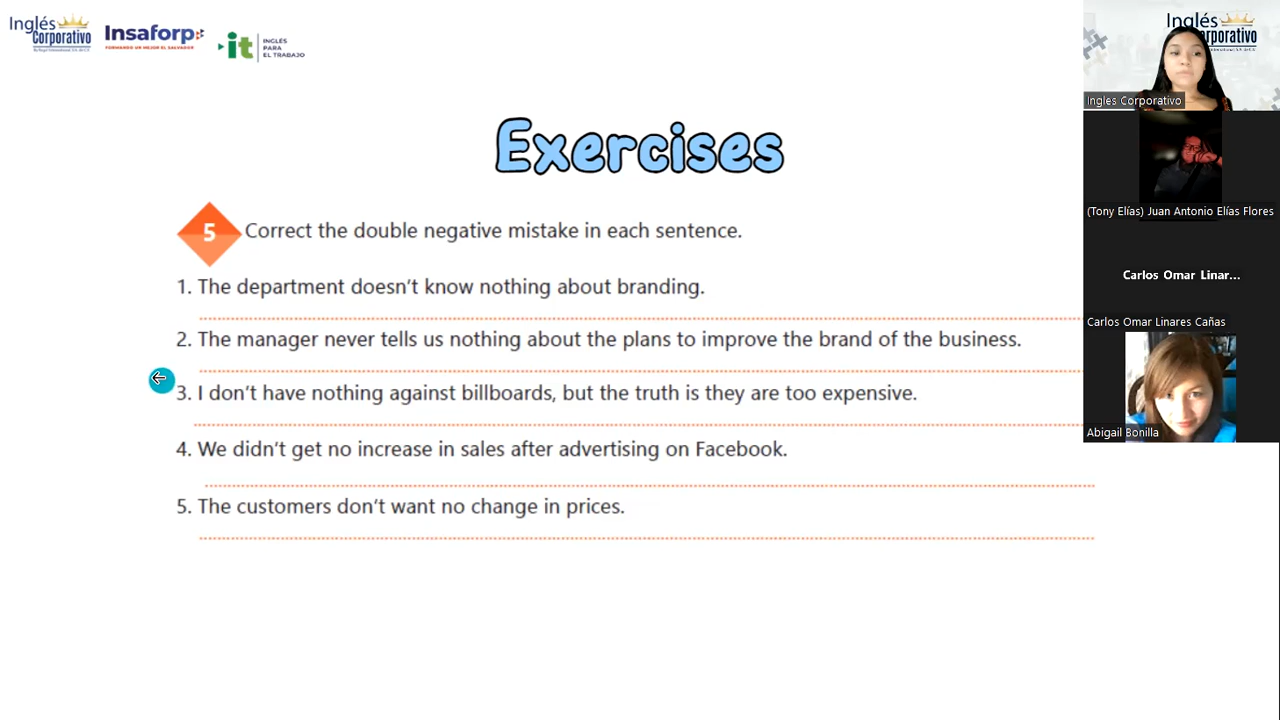 Inglés
Corporativo
Insaforp
FORMANDO UN MEJOR EL SALVADOR
it
INGLÉS
PARA
EL TRABAJO
Exercises
5 Correct the double negative mistake in each sentence.
1. The department doesn't know nothing about branding.
2. The manager never tells us nothing about the plans to improve the brand of the business.
3. I don't have nothing against billboards, but the truth is they are too expensive.
4. We didn't get no increase in sales after advertising on Facebook.
5. The customers don't want no change in prices.
Inglés
orporativo
Ingles Corporativo
(Tony Elías) Juan Antonio Elías Flores
Carlos Omar Linar...
Carlos Omar Linares Cañas
Abigail Bonilla